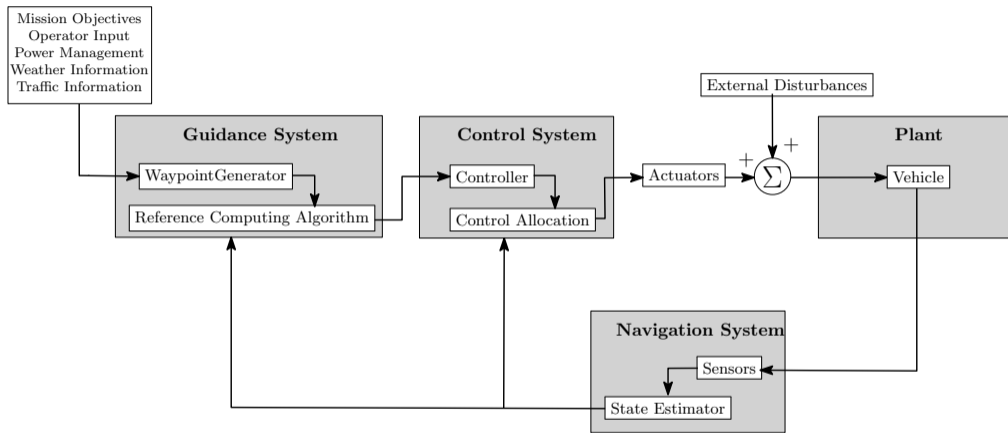 Mission Objectives
Operator Input
Power Management
Weather Information
Traffic Information
External Disturbances
Guidance System
Control System
Plant
WaypointGenerator
Controller
Actuators
+
Σ
+
Vehicle
Reference Computing Algorithm
Control Allocation
Navigation System
Sensors
State Estimator